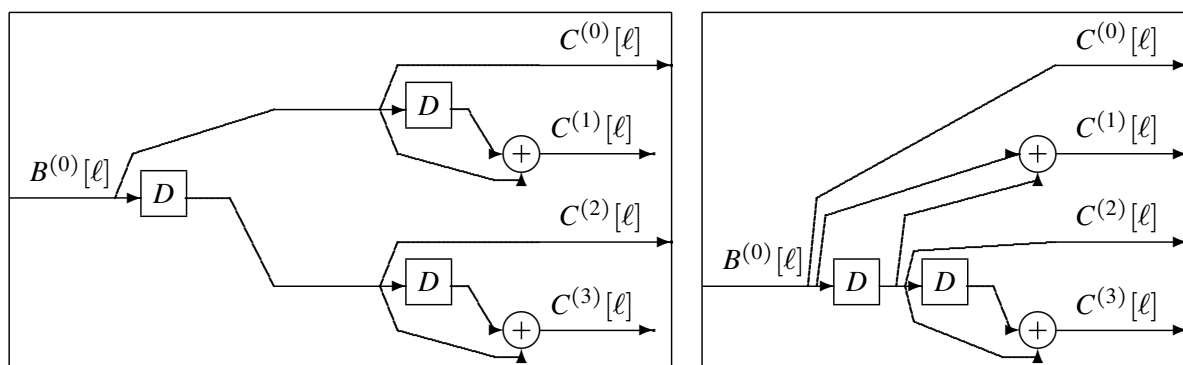 C^{(0)}[ℓ]
D
C^{(1)}[ℓ]
+
B^{(0)}[ℓ]
D
C^{(2)}[ℓ]
D
C^{(3)}[ℓ]
+
C^{(0)}[ℓ]
C^{(1)}[ℓ]
+
C^{(2)}[ℓ]
B^{(0)}[ℓ]
D
D
C^{(3)}[ℓ]
+